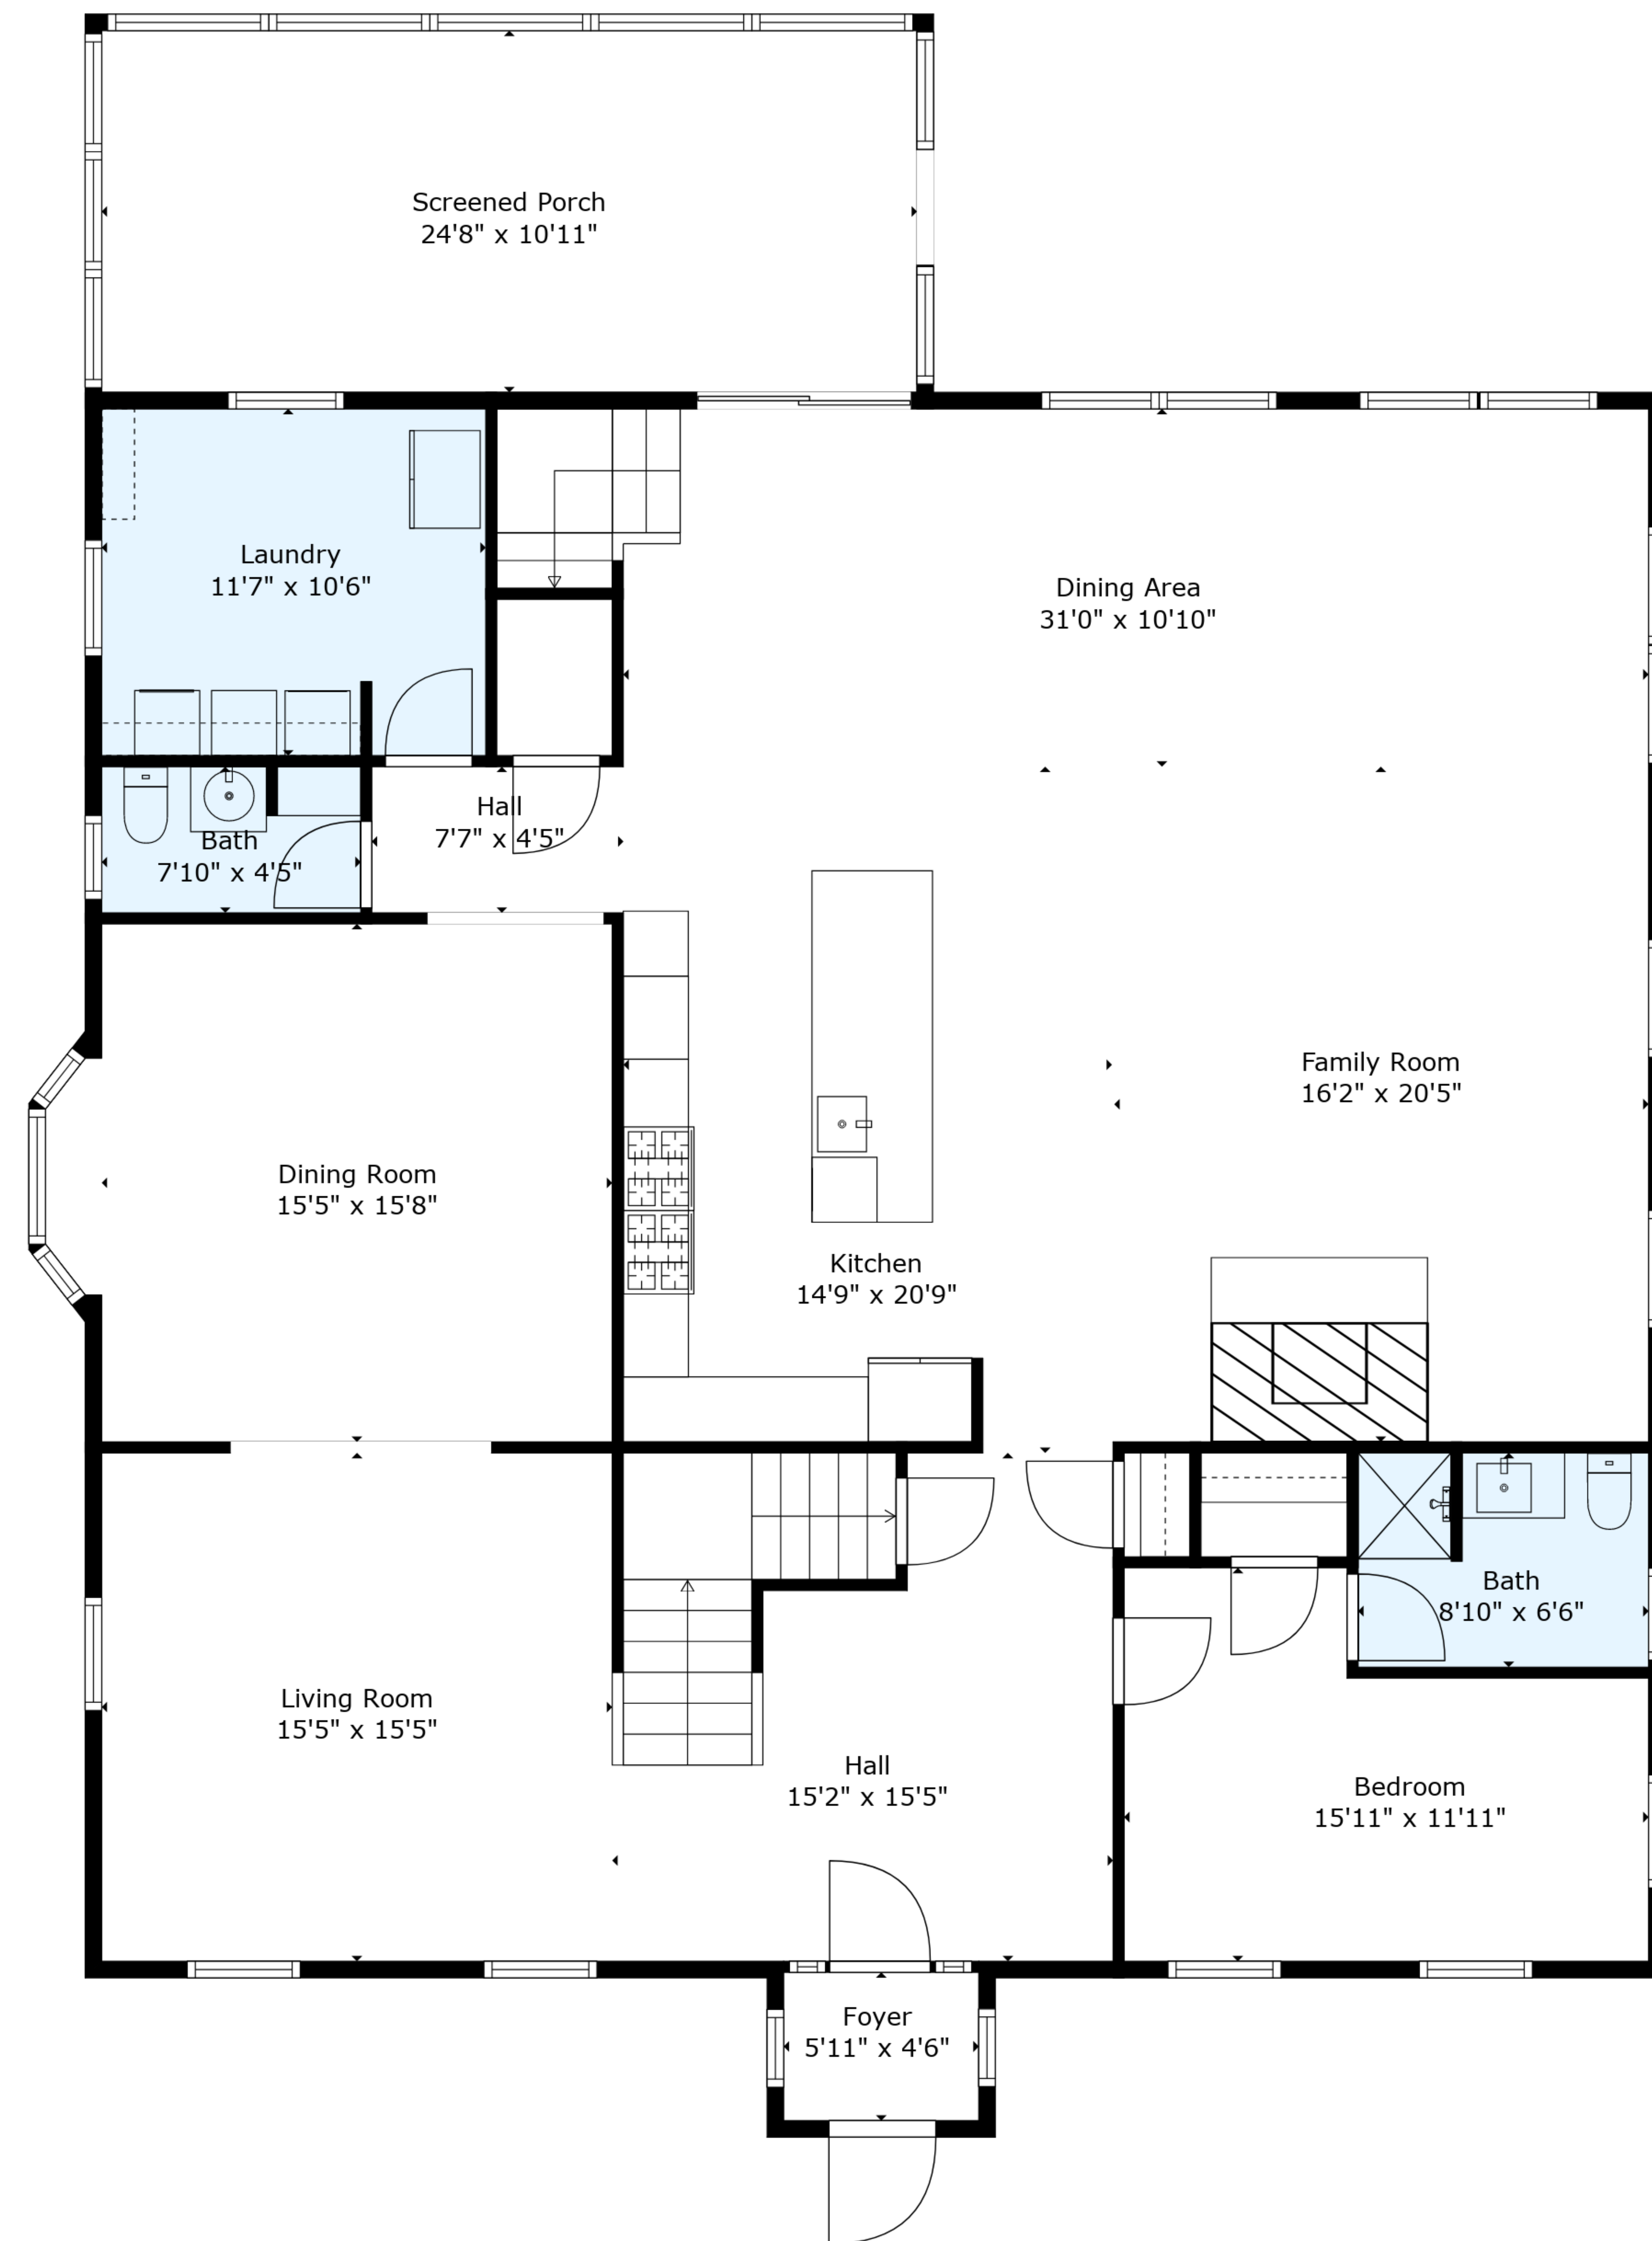 Screened Porch
24'8" x 10'11"
Laundry
11'7" x 10'6"
Dining Area
31'0" x 10'10"
Hall
7'7" x 4'5"
Bath
7'10" x 4'5"
Family Room
16'2" x 20'5"
Dining Room
15'5" x 15'8"
Kitchen
14'9" x 20'9"
Bath
8'10" x 6'6"
Living Room
15'5" x 15'5"
Hall
15'2" x 15'5"
Bedroom
15'11" x 11'11"
Foyer
5'11" x 4'6"